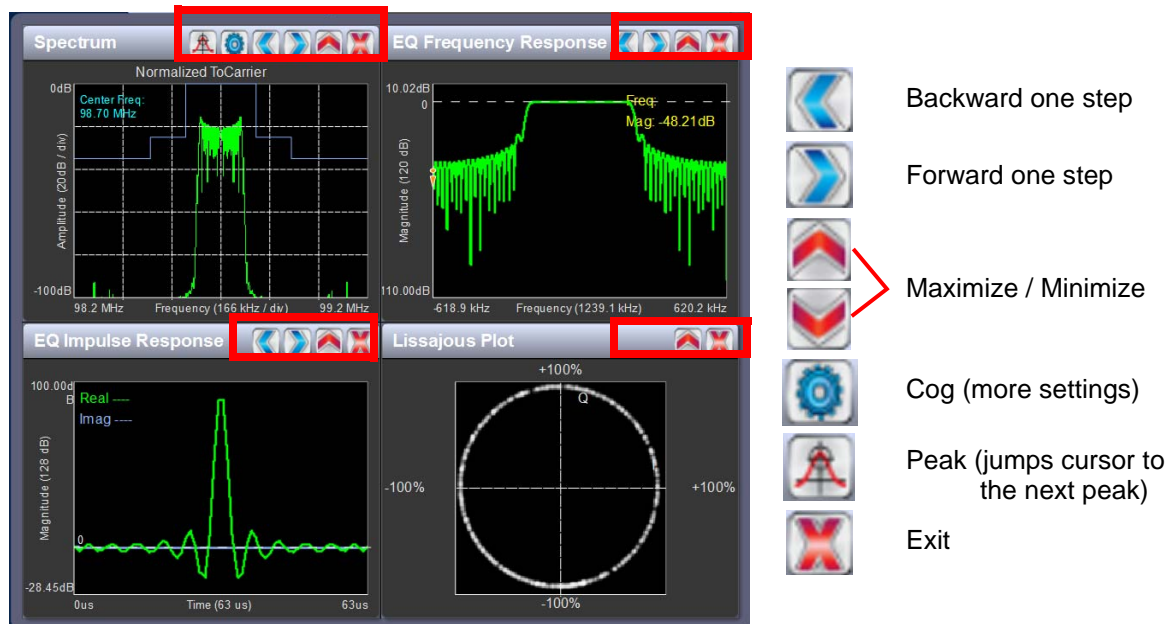 Spectrum
Normalized ToCarrier
0dB
Center Freq:
98.70 MHz
Amplitude (20dB / div)
-100dB
98.2 MHz
Frequency (166 kHz / div)
99.2 MHz
EQ Frequency Response
10.02dB
0
Freq:
Mag: -48.21dB
Magnitude (120 dB)
110.00dB
-618.9 kHz
Frequency (1239.1 kHz)
620.2 kHz
EQ Impulse Response
100.00d
B
Real ----
Imag ----
Magnitude (128 dB)
0
-28.45dB
0us
Time (63 us)
63us
Lissajous Plot
+100%
Q
-100%
+100%
-100%
Backward one step
Forward one step
Maximize / Minimize
Cog (more settings)
Peak (jumps cursor to
the next peak)
Exit